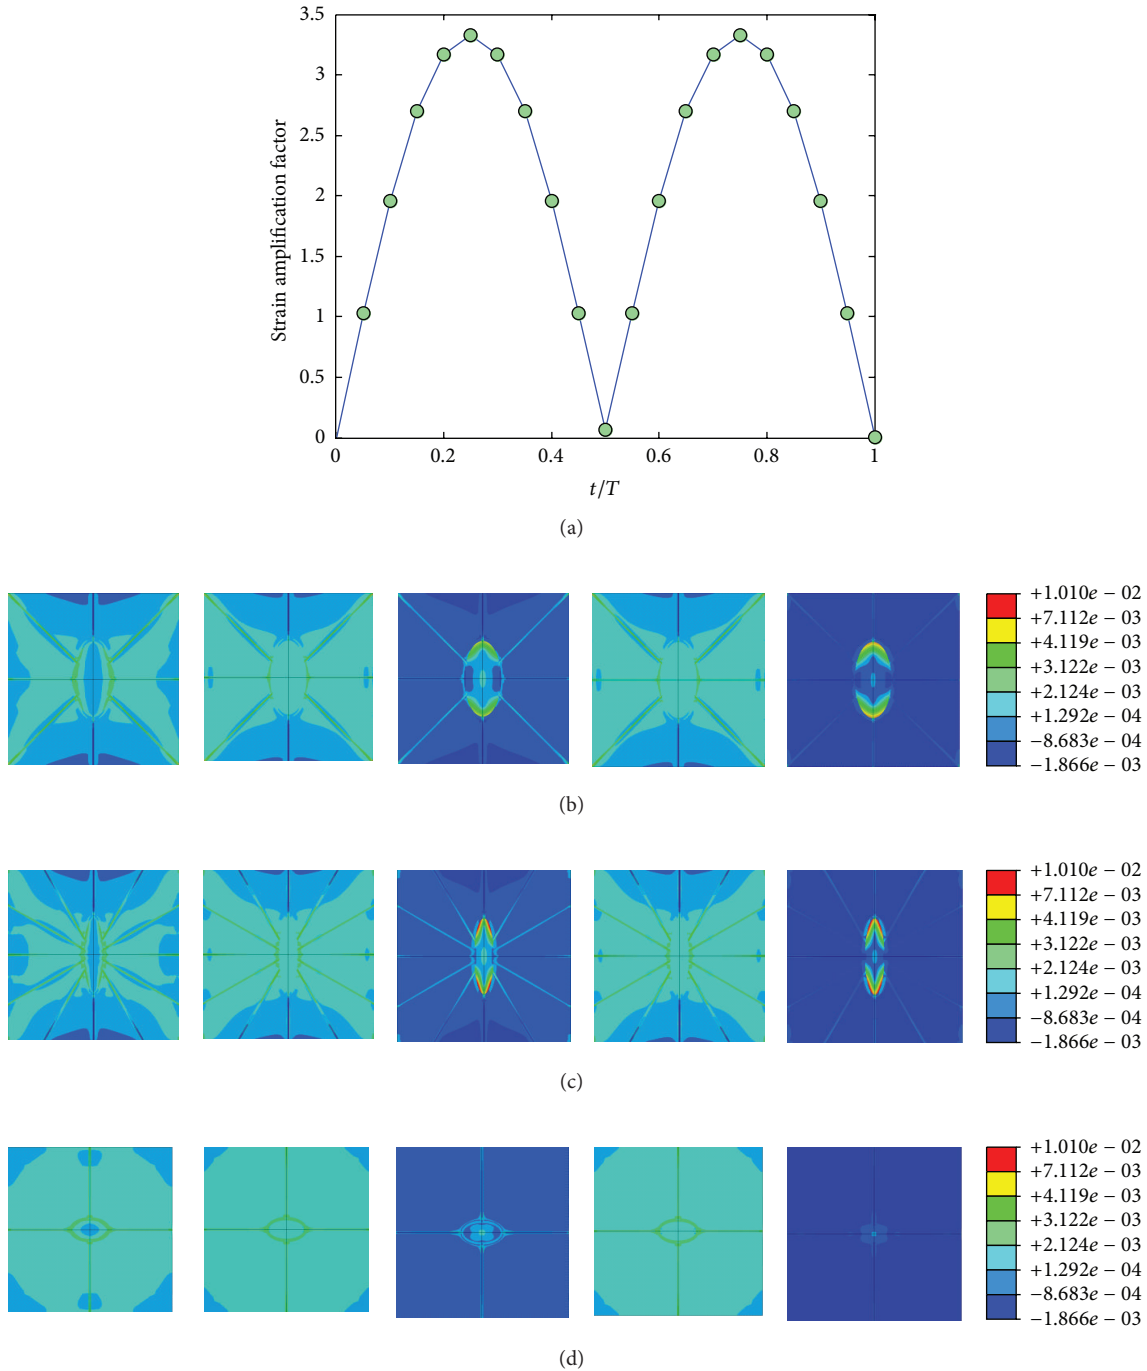 3.5
3
2.5
2
1.5
1
0.5
0
Strain amplification factor
0 0.2 0.4 0.6 0.8 1
t/T
(a)
+1.010e − 02
+7.112e − 03
+4.119e − 03
+3.122e − 03
+2.124e − 03
+1.292e − 04
−8.683e − 04
−1.866e − 03
(b)
+1.010e − 02
+7.112e − 03
+4.119e − 03
+3.122e − 03
+2.124e − 03
+1.292e − 04
−8.683e − 04
−1.866e − 03
(c)
+1.010e − 02
+7.112e − 03
+4.119e − 03
+3.122e − 03
+2.124e − 03
+1.292e − 04
−8.683e − 04
−1.866e − 03
(d)